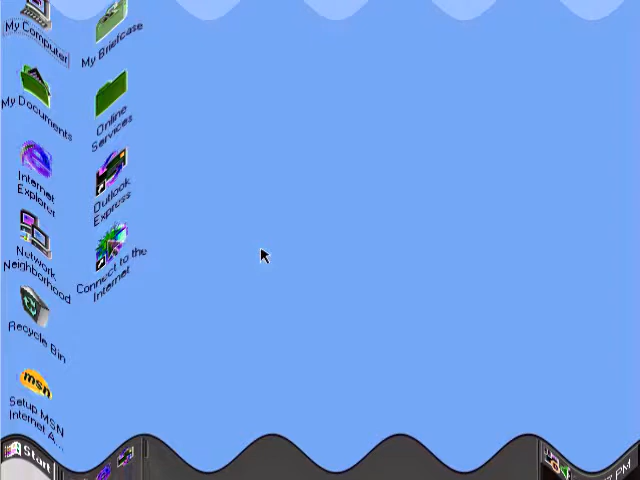 My Computer
My Documents
Internet
Explorer
Network
Neighborhood
Recycle Bin
msn
Setup MSN
Internet A...
My Briefcase
Online
Services
Outlook
Express
Connect to the
Internet
Start
PM